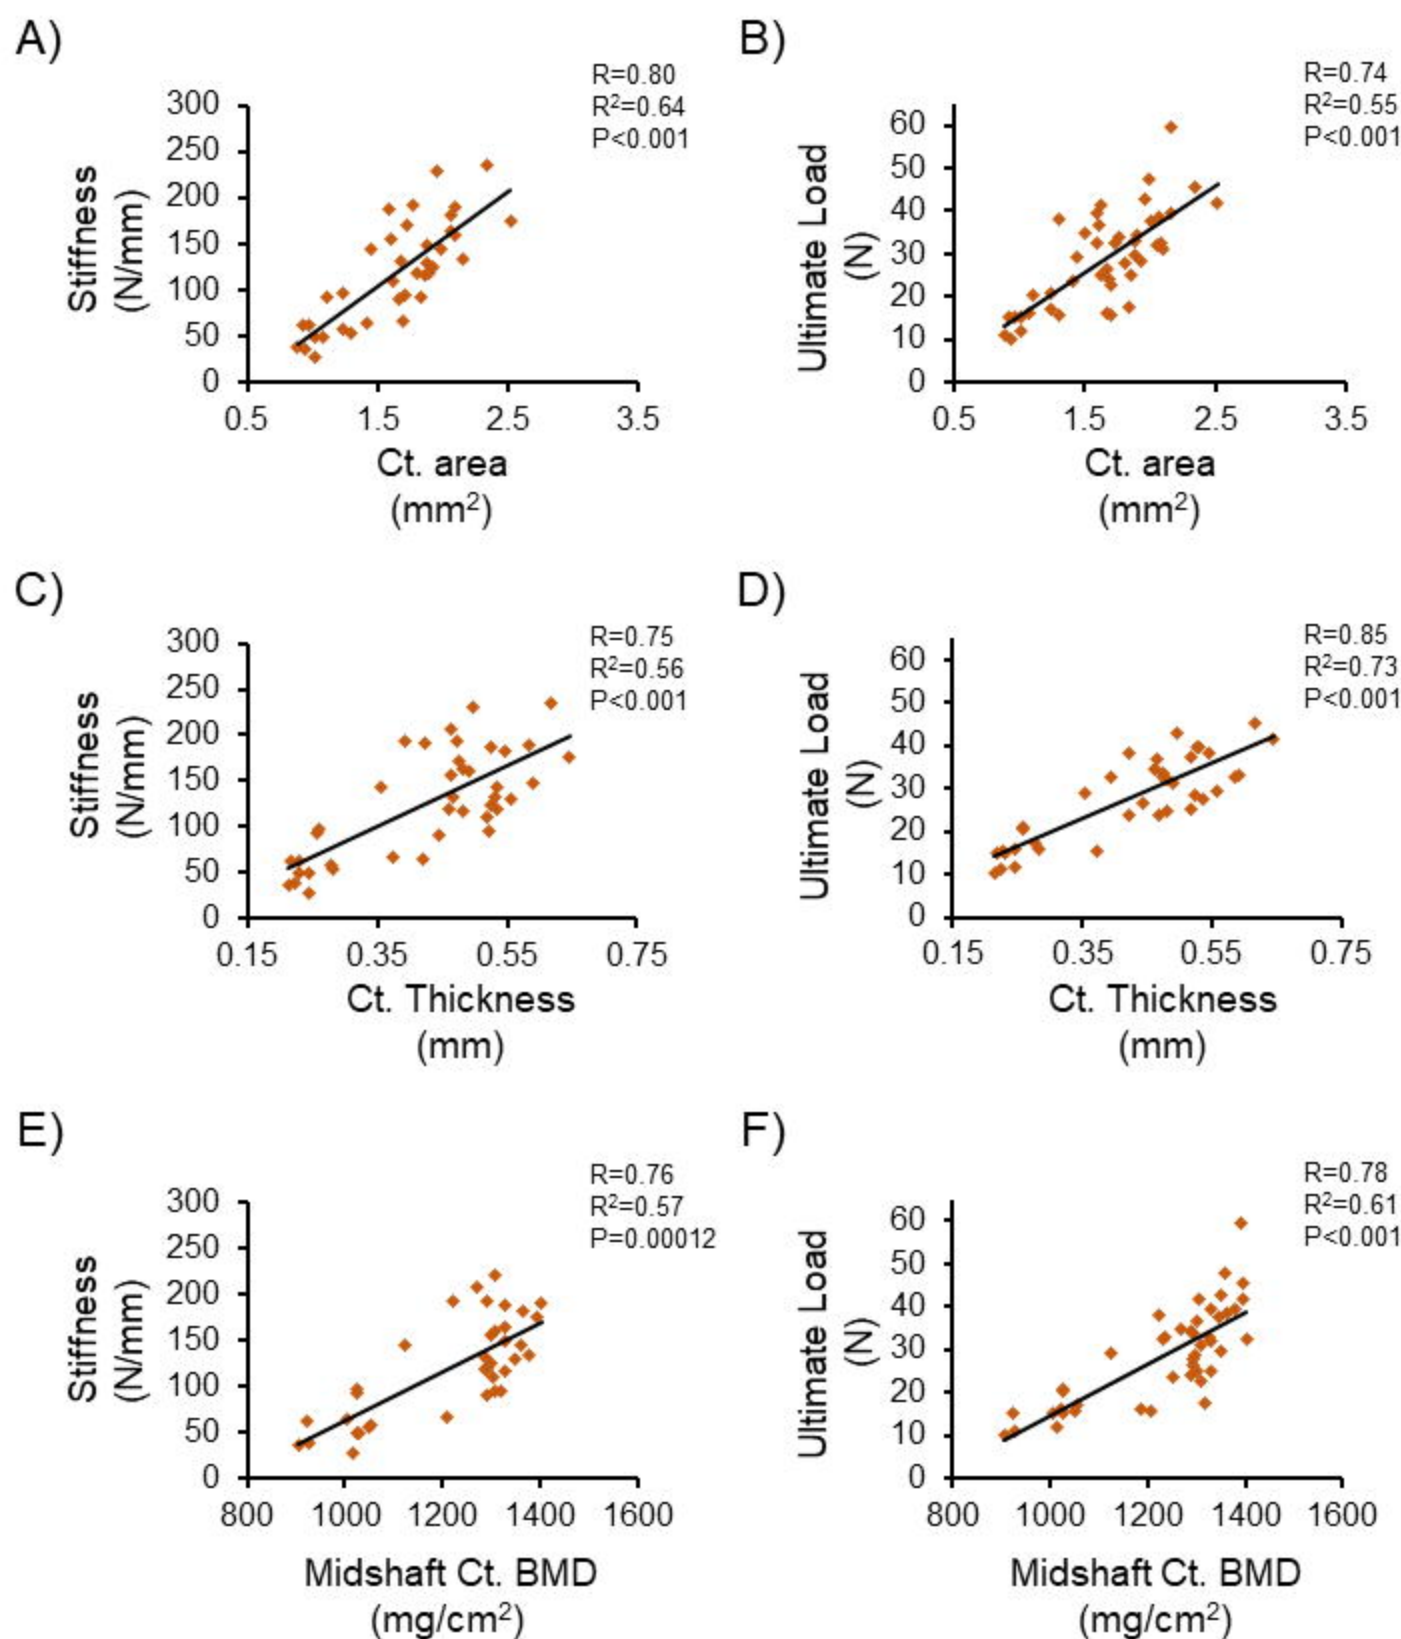 A)
R=0.80
R²=0.64
P<0.001
Stiffness
(N/mm)
300
250
200
150
100
50
0
0.5 1.5 2.5 3.5
Ct. area
(mm²)
B)
R=0.74
R²=0.55
P<0.001
Ultimate Load
(N)
60
50
40
30
20
10
0
0.5 1.5 2.5 3.5
Ct. area
(mm²)
C)
R=0.75
R²=0.56
P<0.001
Stiffness
(N/mm)
300
250
200
150
100
50
0
0.15 0.35 0.55 0.75
Ct. Thickness
(mm)
D)
R=0.85
R²=0.73
P<0.001
Ultimate Load
(N)
60
50
40
30
20
10
0
0.15 0.35 0.55 0.75
Ct. Thickness
(mm)
E)
R=0.76
R²=0.57
P=0.00012
Stiffness
(N/mm)
300
250
200
150
100
50
0
800 1000 1200 1400 1600
Midshaft Ct. BMD
(mg/cm²)
F)
R=0.78
R²=0.61
P<0.001
Ultimate Load
(N)
60
50
40
30
20
10
0
800 1000 1200 1400 1600
Midshaft Ct. BMD
(mg/cm²)